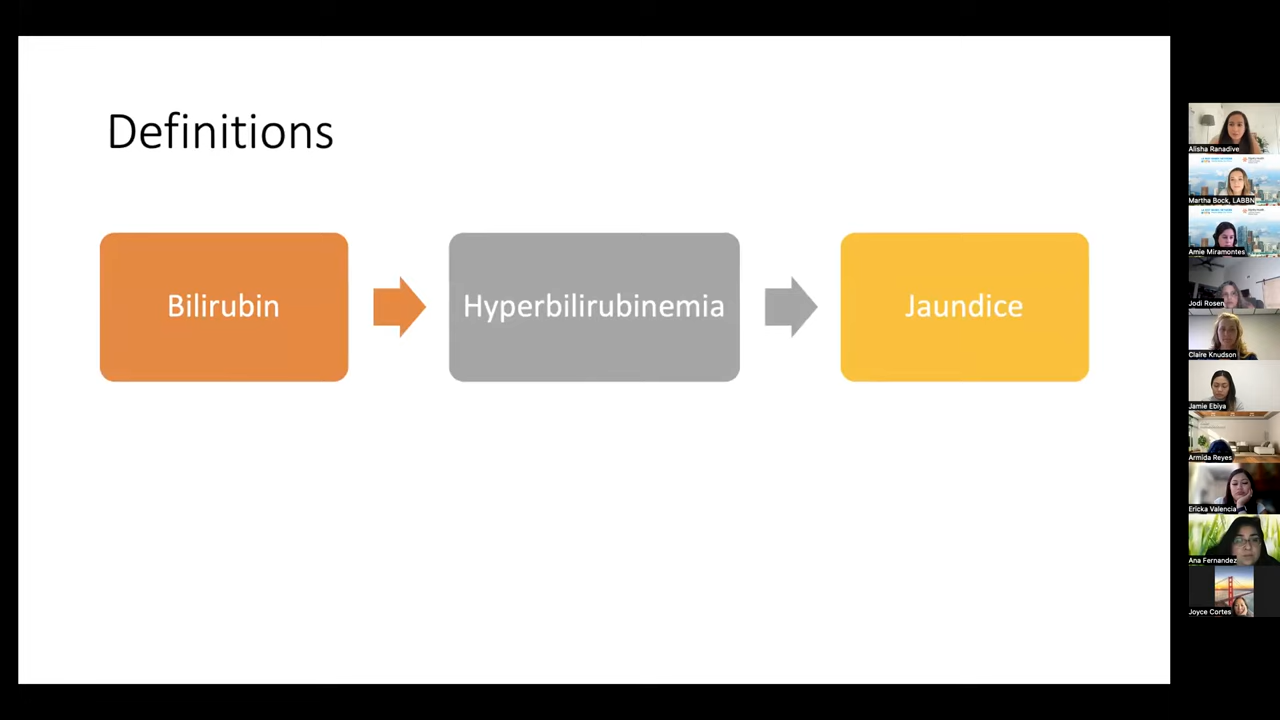 Definitions
Bilirubin
Hyperbilirubinemia
Jaundice
Alisha Ranadive
Martha Bock, LABBN
Amie Miramontes
Jodi Rosen
Claire Knudson
Jamie Ebiya
Armida Reyes
Ericka Valencia
Ana Fernandez
Joyce Cortes